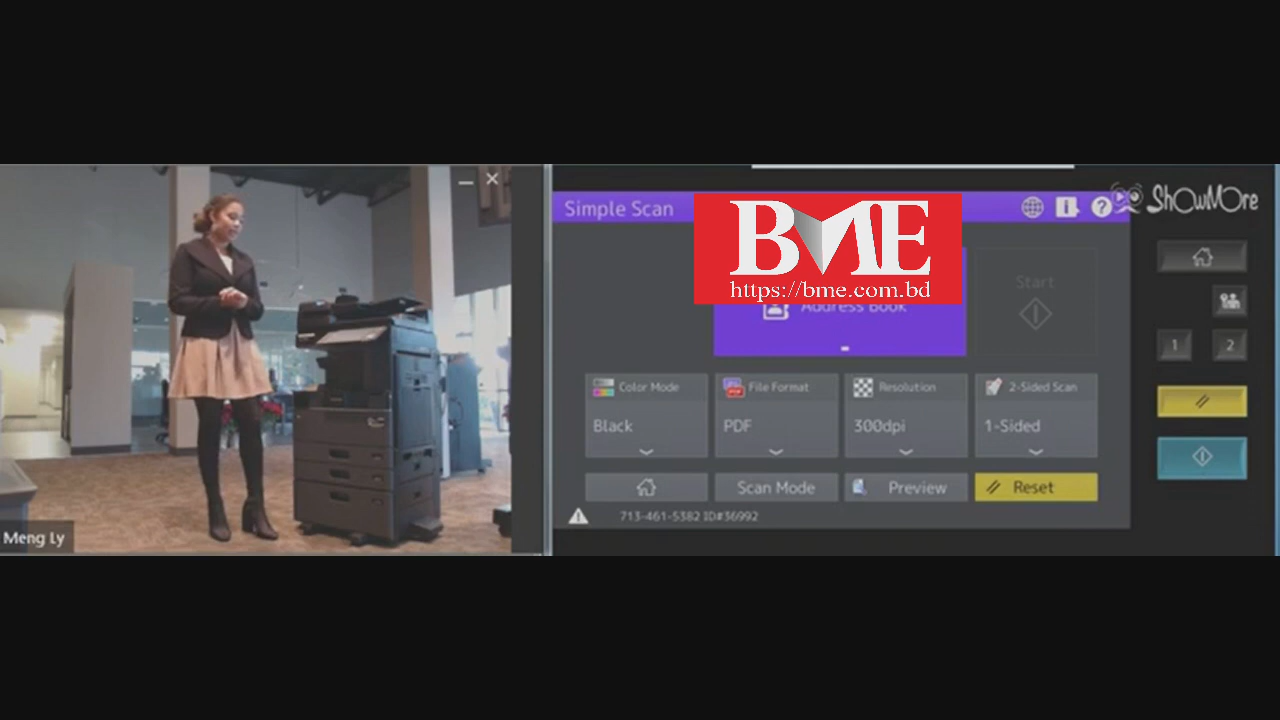 Meng Ly
Simple Scan
BME
https://bme.com.bd
ShowMore
Address Book
Start
Color Mode
File Format
Resolution
2-Sided Scan
Black
PDF
300dpi
1-Sided
Scan Mode
Preview
Reset
713-461-5382 ID#36992
1
2